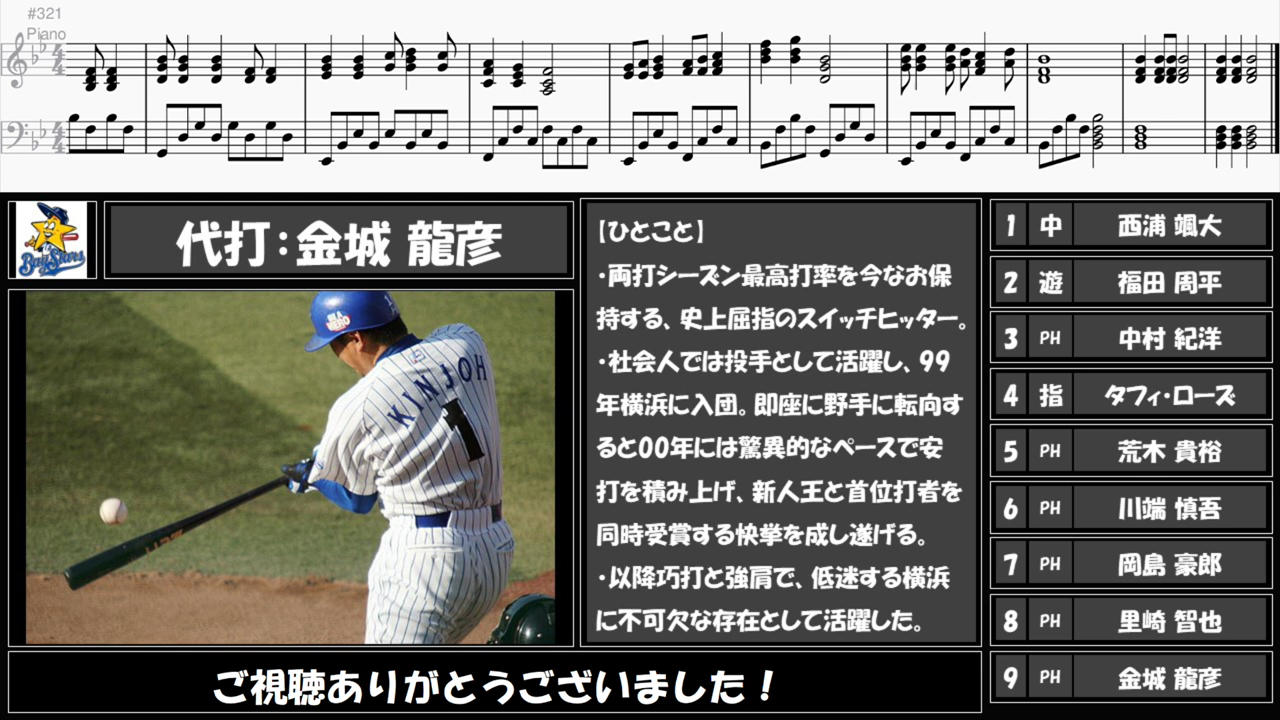 #321
Piano
代打:金城 龍彦
BayStars
KINJOH
1
【ひとこと】
・両打シーズン最高打率を今なお保
持する、史上屈指のスイッチヒッター。
・社会人では投手として活躍し、99
年横浜に入団。即座に野手に転向す
ると00年には驚異的なペースで安
打を積み上げ、新人王と首位打者を
同時受賞する快挙を成し遂げる。
・以降巧打と強肩で、低迷する横浜
に不可欠な存在として活躍した。
1 中 西浦 颯大
2 遊 福田 周平
3 PH 中村 紀洋
4 指 タフィ・ローズ
5 PH 荒木 貴裕
6 PH 川端 慎吾
7 PH 岡島 豪郎
8 PH 里崎 智也
9 PH 金城 龍彦
ご視聴ありがとうございました!